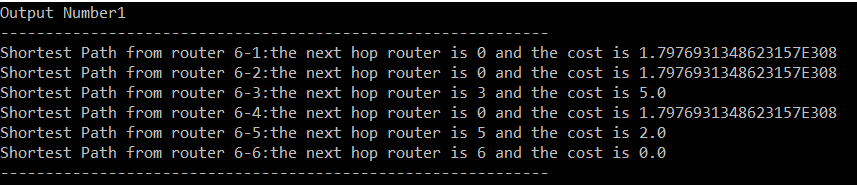 Output Number1
-------------------------------------------------------------
Shortest Path from router 6-1:the next hop router is 0 and the cost is 1.7976931348623157E308
Shortest Path from router 6-2:the next hop router is 0 and the cost is 1.7976931348623157E308
Shortest Path from router 6-3:the next hop router is 3 and the cost is 5.0
Shortest Path from router 6-4:the next hop router is 0 and the cost is 1.7976931348623157E308
Shortest Path from router 6-5:the next hop router is 5 and the cost is 2.0
Shortest Path from router 6-6:the next hop router is 6 and the cost is 0.0
-------------------------------------------------------------